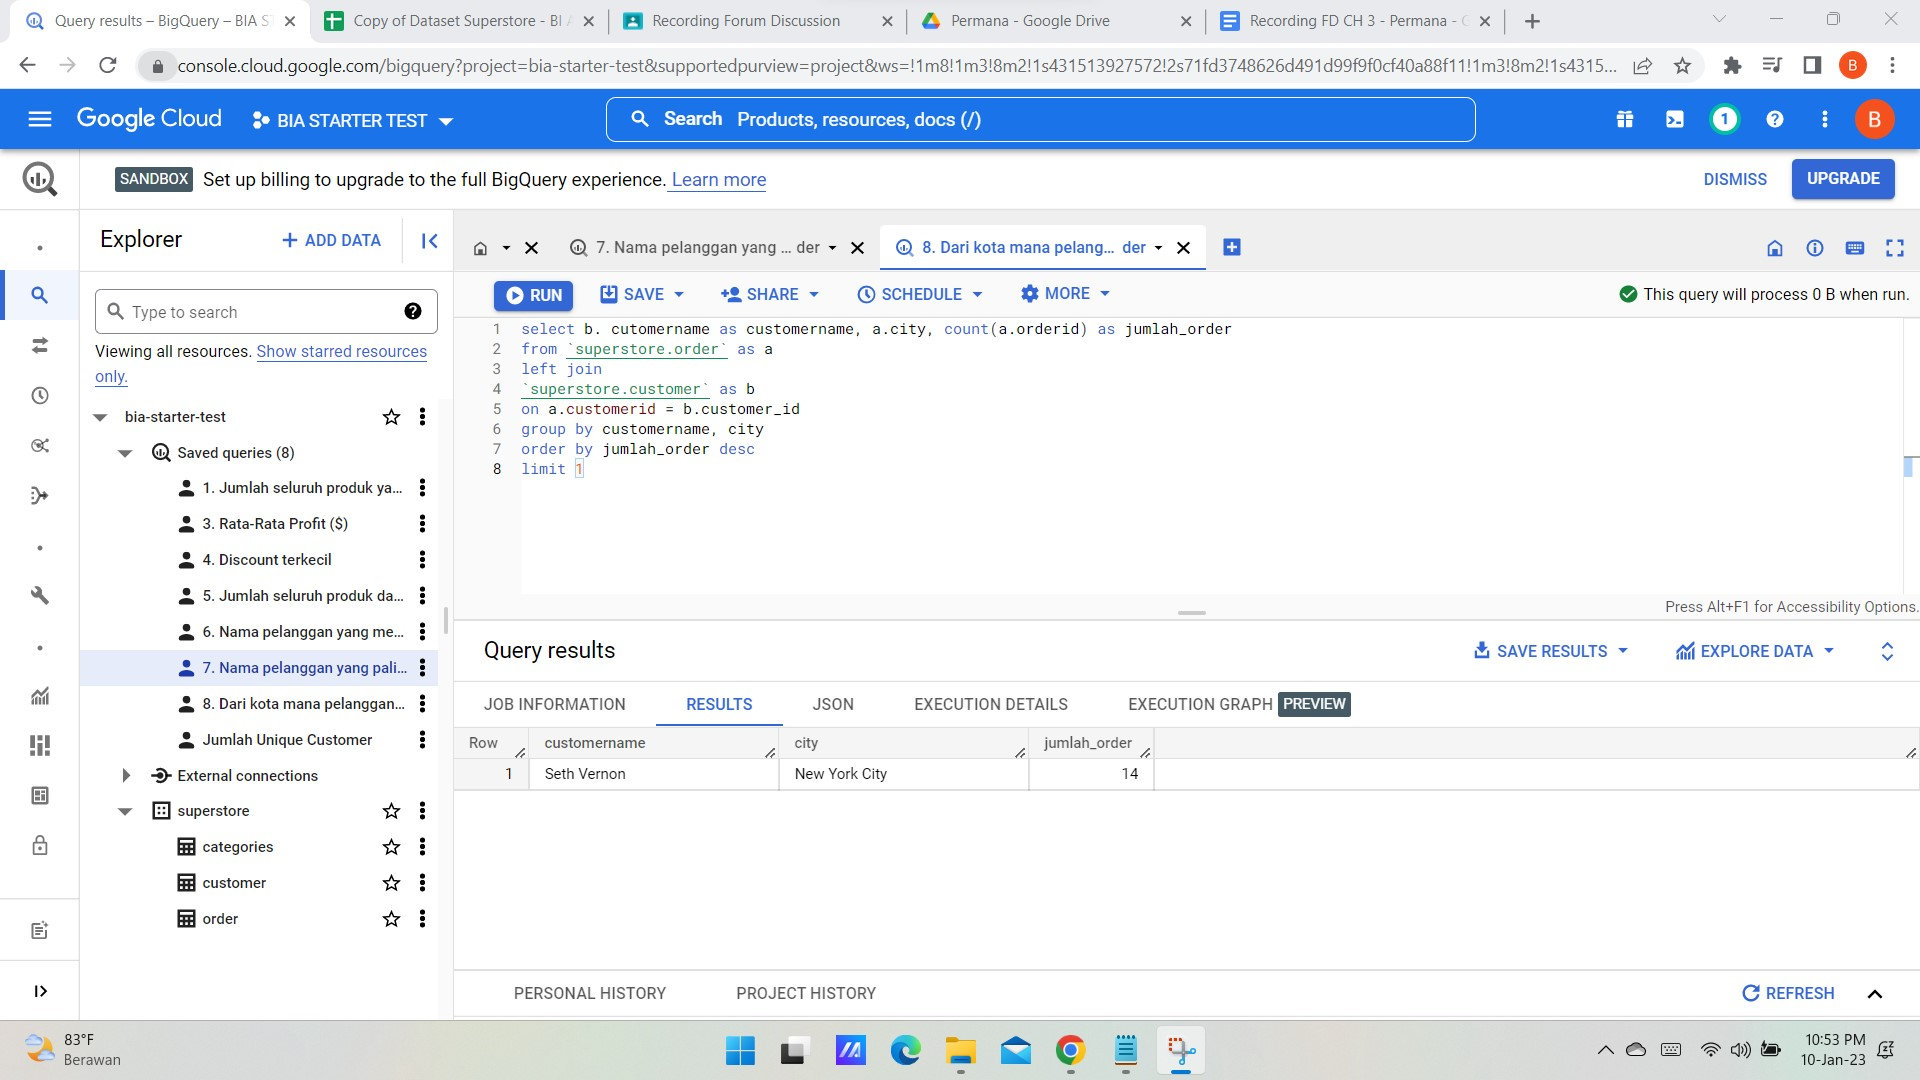 Query results – BigQuery – BIA S
Copy of Dataset Superstore - BI
Recording Forum Discussion
Permana - Google Drive
Recording FD CH 3 - Permana -
console.cloud.google.com/bigquery?project=bia-starter-test&supportedpurview=project&ws=!1m8!1m3!8m2!1s431513927572!2s71fd3748626d491d99f9f0cf40a88f11!1m3!8m2!1s4315...
B
Google Cloud
BIA STARTER TEST
Search Products, resources, docs (/)
1
B
SANDBOX Set up billing to upgrade to the full BigQuery experience. Learn more
DISMISS
UPGRADE
Explorer
+ ADD DATA
Type to search
Viewing all resources. Show starred resources
only.
bia-starter-test
Saved queries (8)
1. Jumlah seluruh produk ya...
3. Rata-Rata Profit ($)
4. Discount terkecil
5. Jumlah seluruh produk da...
6. Nama pelanggan yang me...
7. Nama pelanggan yang pali...
8. Dari kota mana pelanggan...
Jumlah Unique Customer
External connections
superstore
categories
customer
order
7. Nama pelanggan yang ... der
8. Dari kota mana pelang... der
RUN
SAVE
SHARE
SCHEDULE
MORE
This query will process 0 B when run.
1 select b. cutomername as customername, a.city, count(a.orderid) as jumlah_order
2 from `superstore.order` as a
3 left join
4 `superstore.customer` as b
5 on a.customerid = b.customer_id
6 group by customername, city
7 order by jumlah_order desc
8 limit 1
Press Alt+F1 for Accessibility Options.
Query results
SAVE RESULTS
EXPLORE DATA
JOB INFORMATION
RESULTS
JSON
EXECUTION DETAILS
EXECUTION GRAPH PREVIEW
Row customername city jumlah_order
1 Seth Vernon New York City 14
PERSONAL HISTORY
PROJECT HISTORY
REFRESH
83°F
Berawan
10:53 PM
10-Jan-23